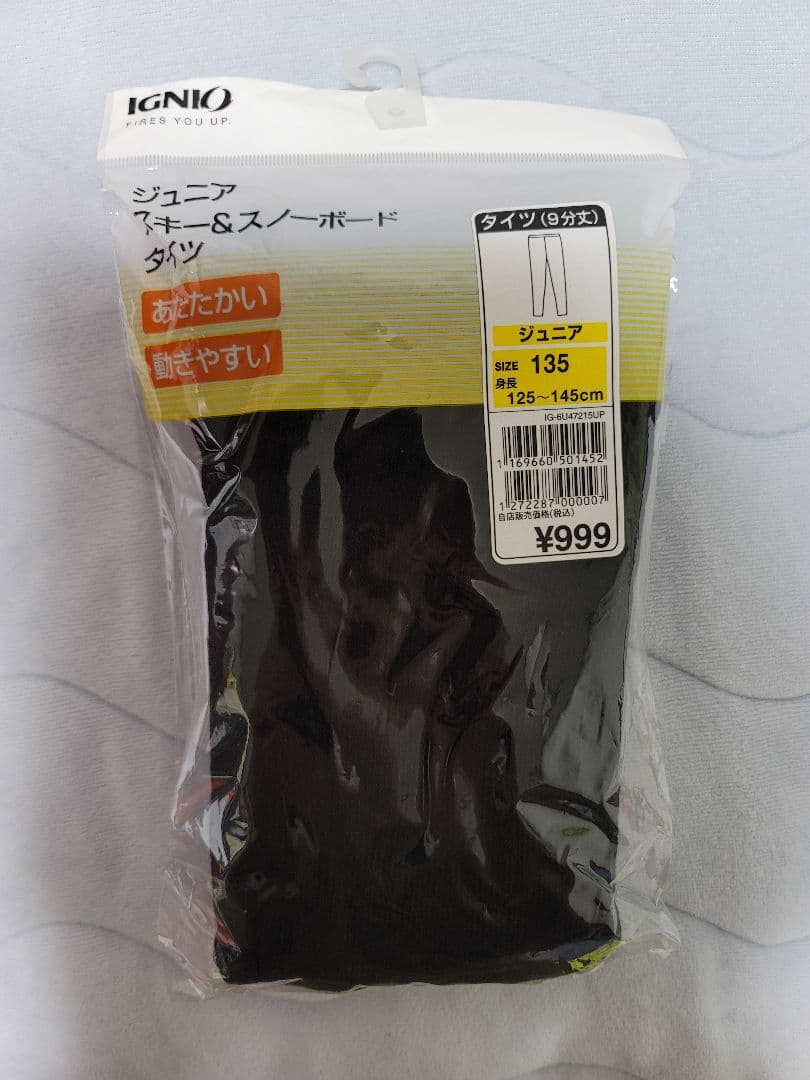 IGNIO
FIRES YOU UP.
ジュニア
スキー&スノーボード
タイツ
あたたかい
動きやすい
タイツ(9分丈)
ジュニア
SIZE 135
身長
125〜145cm
IG-6U47215UP
1 169660 501452
1 272287 000007
自店販売価格(税込)
¥999